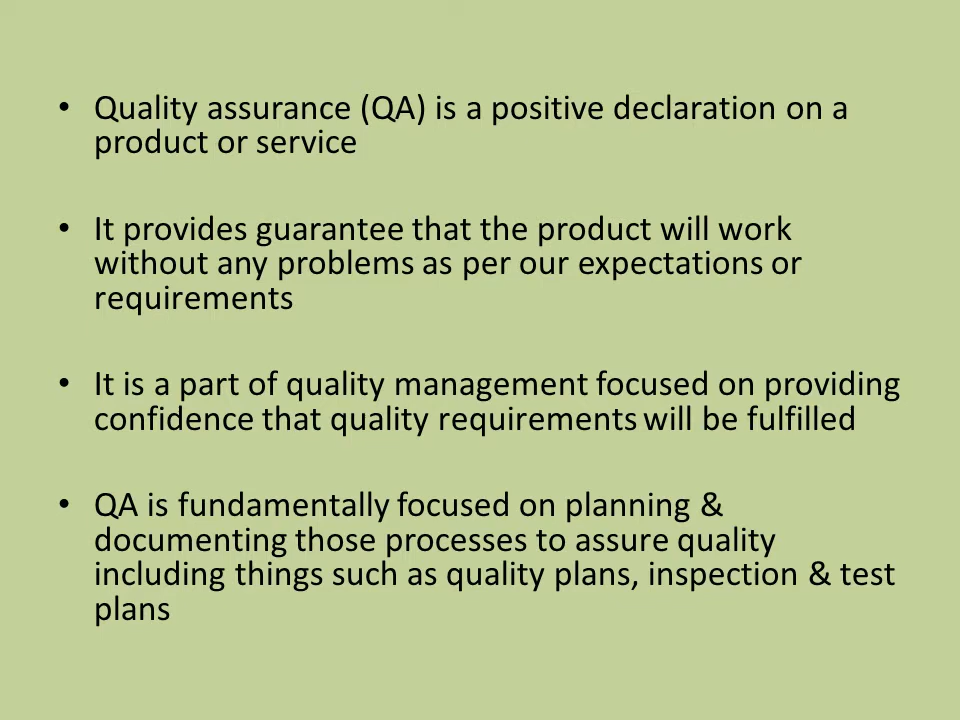 • Quality assurance (QA) is a positive declaration on a
product or service
• It provides guarantee that the product will work
without any problems as per our expectations or
requirements
• It is a part of quality management focused on providing
confidence that quality requirements will be fulfilled
• QA is fundamentally focused on planning &
documenting those processes to assure quality
including things such as quality plans, inspection & test
plans